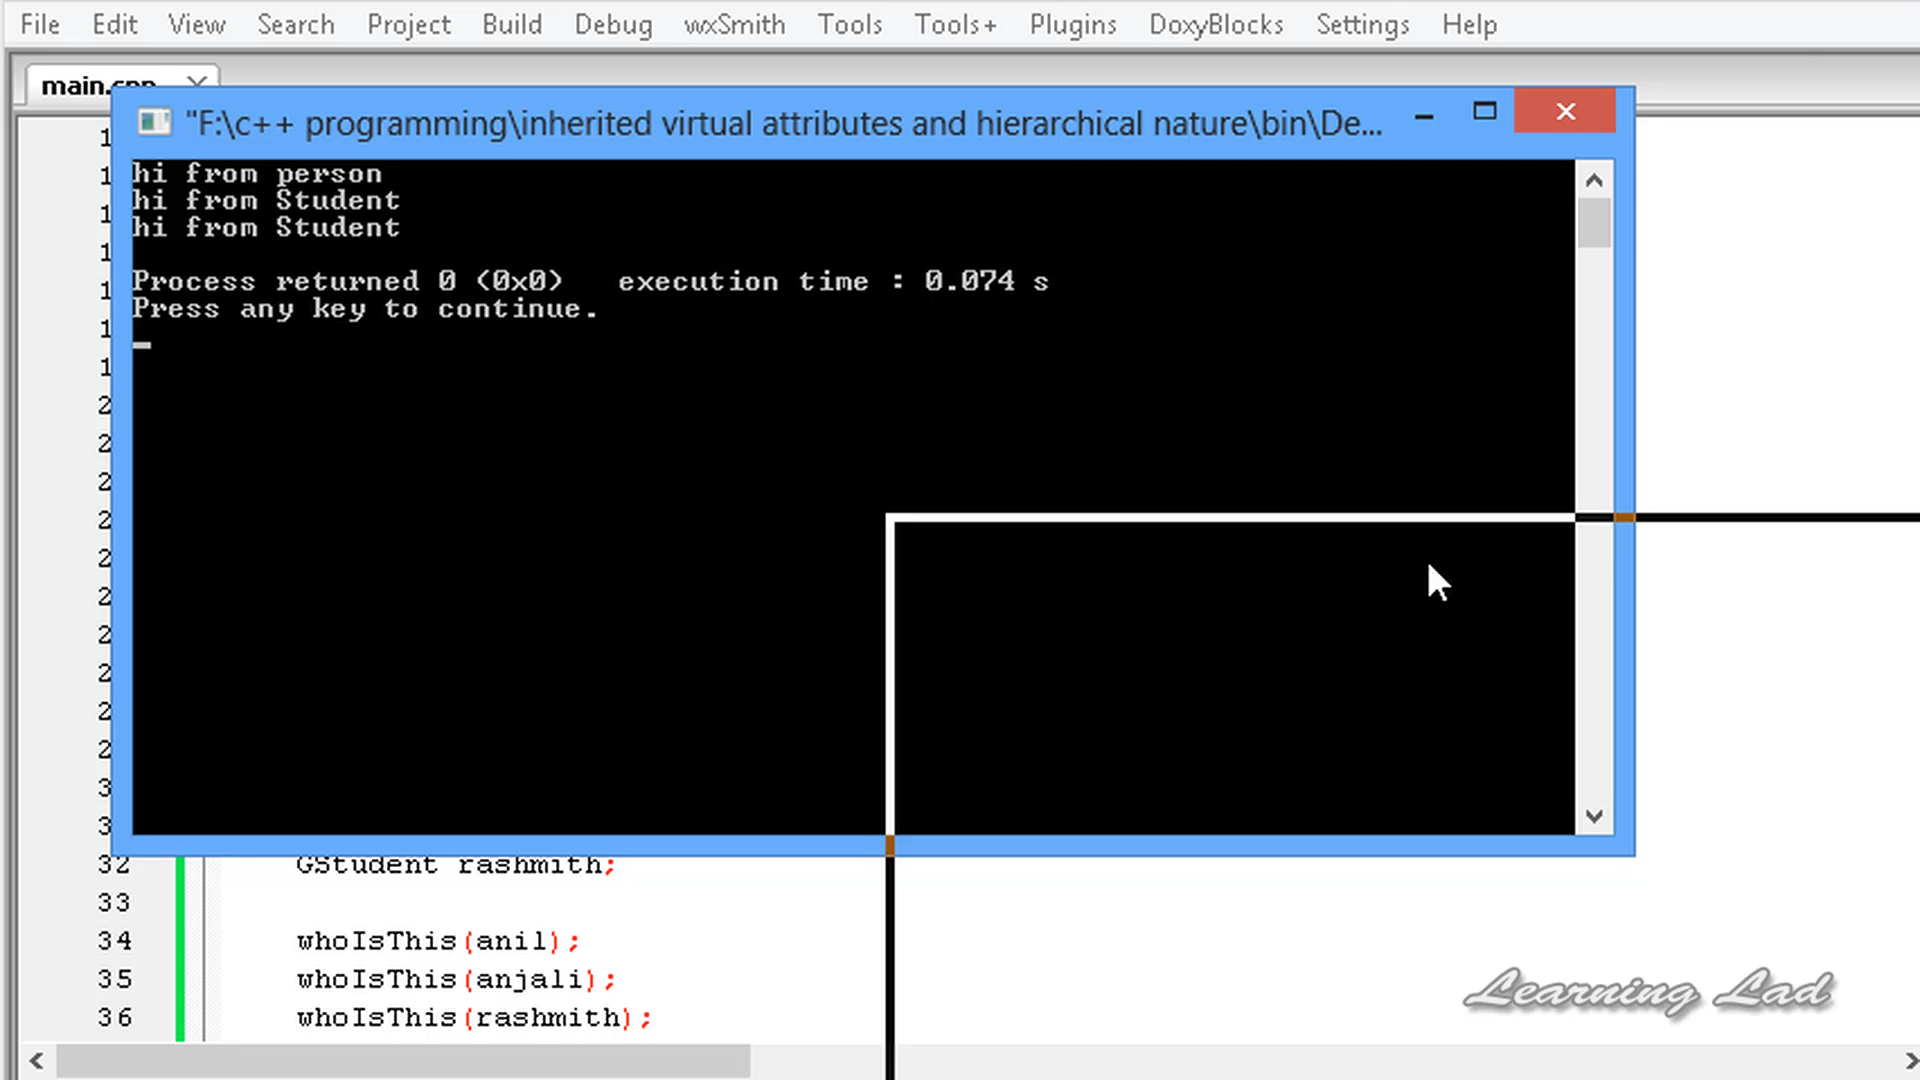 File Edit View Search Project Build Debug wxSmith Tools Tools+ Plugins DoxyBlocks Settings Help
main.cpp
"F:\c++ programming\inherited virtual attributes and hierarchical nature\bin\De...
hi from person
hi from Student
hi from Student
Process returned 0 (0x0) execution time : 0.074 s
Press any key to continue.
32 GStudent rashmith;
33
34 whoIsThis(anil);
35 whoIsThis(anjali);
36 whoIsThis(rashmith);
Learning Lad